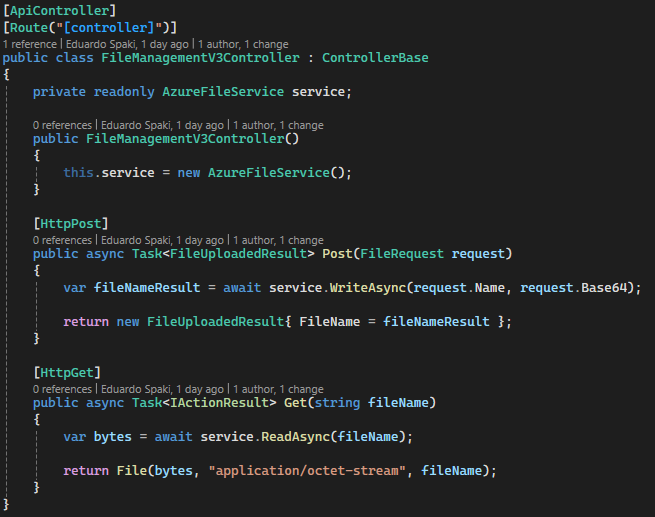 [ApiController]
[Route("[controller]")]
1 reference | Eduardo Spaki, 1 day ago | 1 author, 1 change
public class FileManagementV3Controller : ControllerBase
{
private readonly AzureFileService service;
0 references | Eduardo Spaki, 1 day ago | 1 author, 1 change
public FileManagementV3Controller()
{
this.service = new AzureFileService();
}
[HttpPost]
0 references | Eduardo Spaki, 1 day ago | 1 author, 1 change
public async Task<FileUploadedResult> Post(FileRequest request)
{
var fileNameResult = await service.WriteAsync(request.Name, request.Base64);
return new FileUploadedResult{ FileName = fileNameResult };
}
[HttpGet]
0 references | Eduardo Spaki, 1 day ago | 1 author, 1 change
public async Task<IActionResult> Get(string fileName)
{
var bytes = await service.ReadAsync(fileName);
return File(bytes, "application/octet-stream", fileName);
}
}